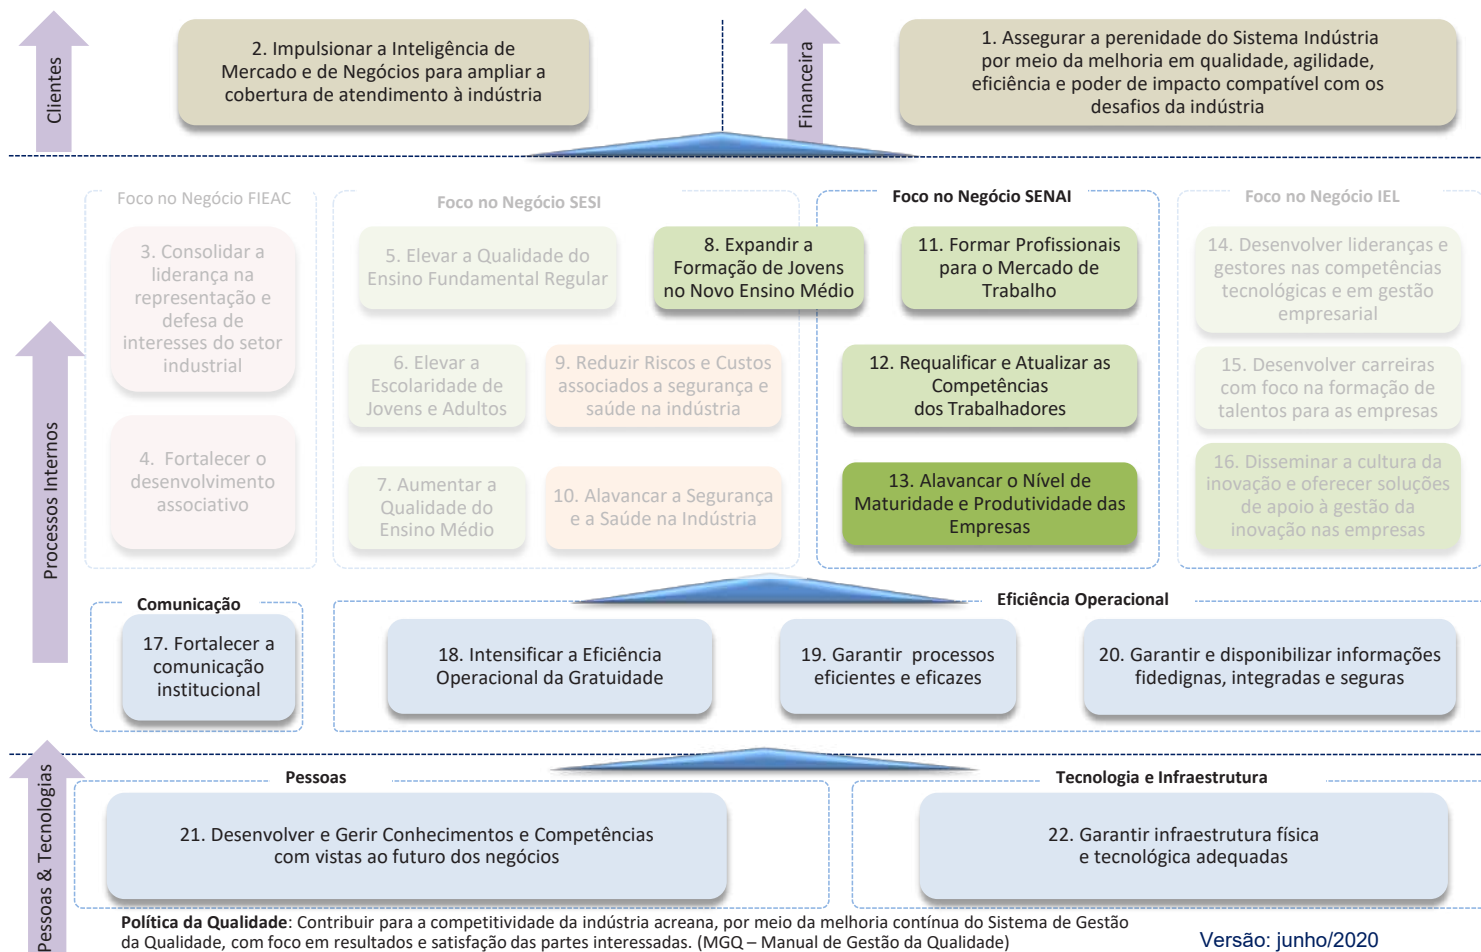 Clientes
2. Impulsionar a Inteligência de
Mercado e de Negócios para ampliar a
cobertura de atendimento à indústria
Financeira
1. Assegurar a perenidade do Sistema Indústria
por meio da melhoria em qualidade, agilidade,
eficiência e poder de impacto compatível com os
desafios da indústria
Processos Internos
Foco no Negócio FIEAC
3. Consolidar a
liderança na
representação e
defesa de
interesses do setor
industrial
4. Fortalecer o
desenvolvimento
associativo
Foco no Negócio SESI
5. Elevar a Qualidade do
Ensino Fundamental Regular
6. Elevar a
Escolaridade de
Jovens e Adultos
7. Aumentar a
Qualidade do
Ensino Médio
8. Expandir a
Formação de Jovens
no Novo Ensino Médio
9. Reduzir Riscos e Custos
associados a segurança e
saúde na indústria
10. Alavancar a Segurança
e a Saúde na Indústria
Foco no Negócio SENAI
11. Formar Profissionais
para o Mercado de
Trabalho
12. Requalificar e Atualizar as
Competências
dos Trabalhadores
13. Alavancar o Nível de
Maturidade e Produtividade das
Empresas
Foco no Negócio IEL
14. Desenvolver lideranças e
gestores nas competências
tecnológicas e em gestão
empresarial
15. Desenvolver carreiras
com foco na formação de
talentos para as empresas
16. Disseminar a cultura da
inovação e oferecer soluções
de apoio à gestão da
inovação nas empresas
Comunicação
17. Fortalecer a
comunicação
institucional
Eficiência Operacional
18. Intensificar a Eficiência
Operacional da Gratuidade
19. Garantir processos
eficientes e eficazes
20. Garantir e disponibilizar informações
fidedignas, integradas e seguras
Pessoas & Tecnologias
Pessoas
21. Desenvolver e Gerir Conhecimentos e Competências
com vistas ao futuro dos negócios
Tecnologia e Infraestrutura
22. Garantir infraestrutura física
e tecnológica adequadas
Política da Qualidade: Contribuir para a competitividade da indústria acreana, por meio da melhoria contínua do Sistema de Gestão
da Qualidade, com foco em resultados e satisfação das partes interessadas. (MGQ – Manual de Gestão da Qualidade)
Versão: junho/2020